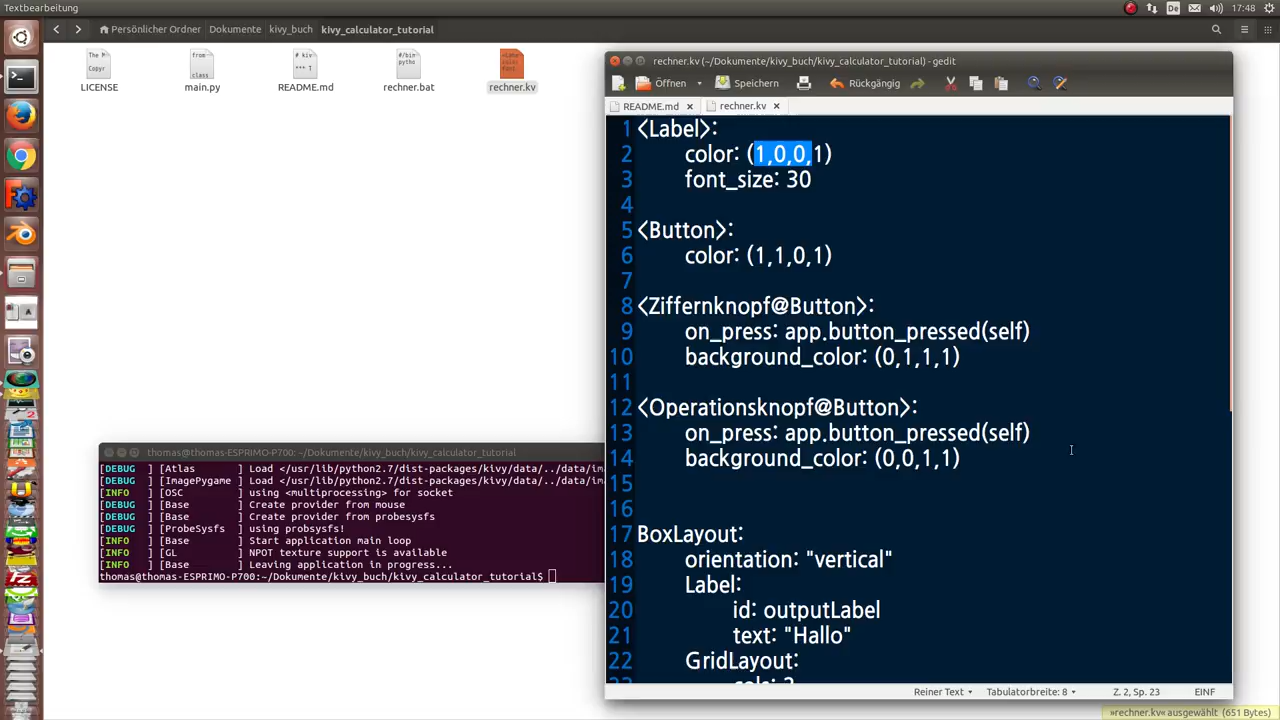 Textbearbeitung
De
17:48
Persönlicher Ordner
Dokumente
kivy_buch
kivy_calculator_tutorial
LICENSE
main.py
README.md
rechner.bat
rechner.kv
rechner.kv (~/Dokumente/kivy_buch/kivy_calculator_tutorial) - gedit
Öffnen
Speichern
Rückgängig
README.md
rechner.kv
1 <Label>:
2 color: (1,0,0,1)
3 font_size: 30
4
5 <Button>:
6 color: (1,1,0,1)
7
8 <Ziffernknopf@Button>:
9 on_press: app.button_pressed(self)
10 background_color: (0,1,1,1)
11
12 <Operationsknopf@Button>:
13 on_press: app.button_pressed(self)
14 background_color: (0,0,1,1)
15
16
17 BoxLayout:
18 orientation: "vertical"
19 Label:
20 id: outputLabel
21 text: "Hallo"
22 GridLayout:
Reiner Text
Tabulatorbreite: 8
Z. 2, Sp. 23
EINF
»rechner.kv« ausgewählt (651 Bytes)
thomas@thomas-ESPRIMO-P700: ~/Dokumente/kivy_buch/kivy_calculator_tutorial
[DEBUG ] [Atlas ] Load </usr/lib/python2.7/dist-packages/kivy/data/../data/im
[DEBUG ] [ImagePygame ] Load </usr/lib/python2.7/dist-packages/kivy/data/../data/im
[INFO ] [OSC ] using <multiprocessing> for socket
[DEBUG ] [Base ] Create provider from mouse
[DEBUG ] [Base ] Create provider from probesysfs
[DEBUG ] [ProbeSysfs ] using probsysfs!
[INFO ] [Base ] Start application main loop
[INFO ] [GL ] NPOT texture support is available
[INFO ] [Base ] Leaving application in progress...
thomas@thomas-ESPRIMO-P700:~/Dokumente/kivy_buch/kivy_calculator_tutorial$